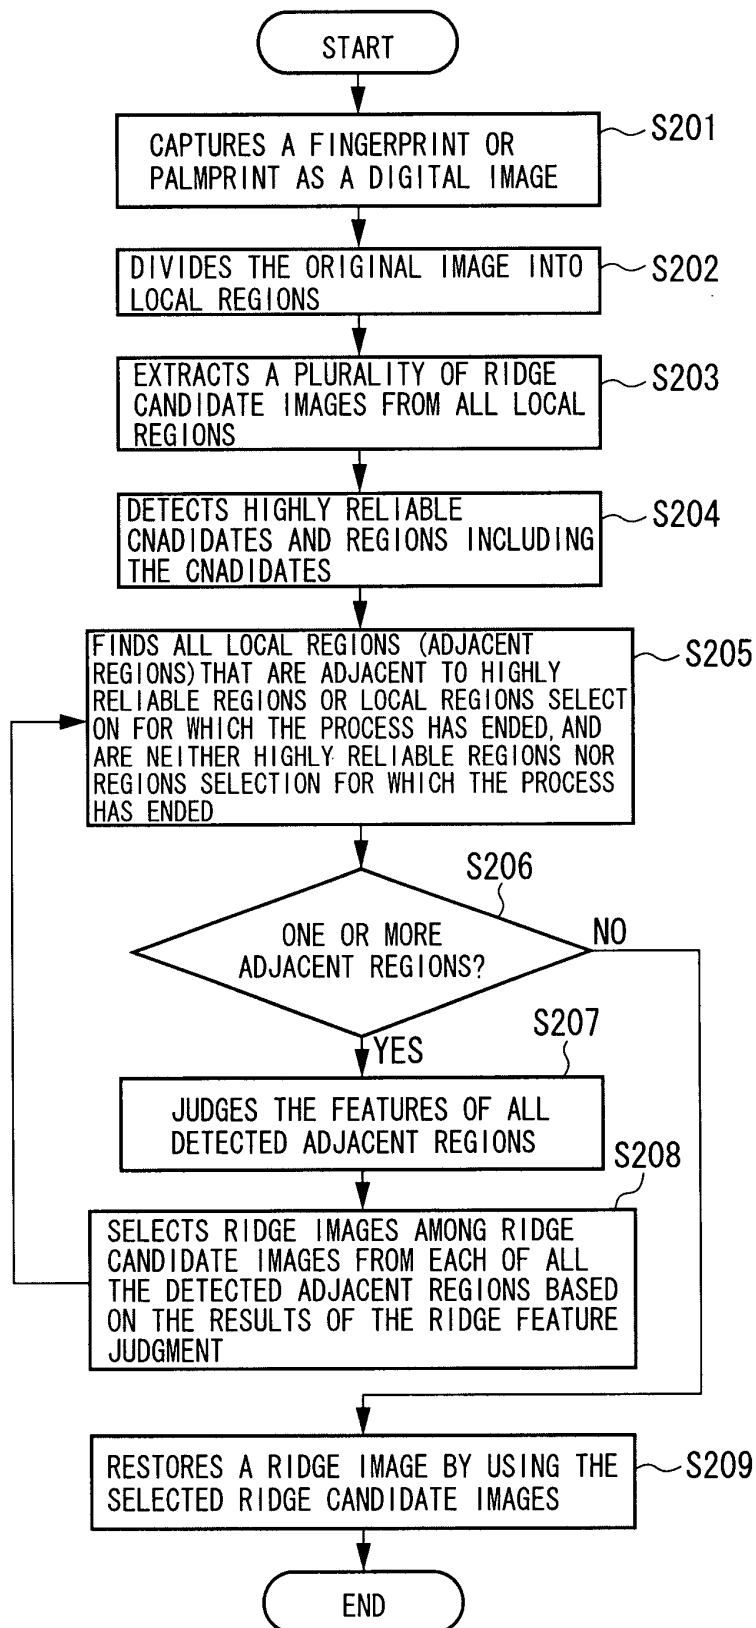 START
CAPTURES A FINGERPRINT OR
PALMPRINT AS A DIGITAL IMAGE
S201
DIVIDES THE ORIGINAL IMAGE INTO
LOCAL REGIONS
S202
EXTRACTS A PLURALITY OF RIDGE
CANDIDATE IMAGES FROM ALL LOCAL
REGIONS
S203
DETECTS HIGHLY RELIABLE
CNADIDATES AND REGIONS INCLUDING
THE CNADIDATES
S204
FINDS ALL LOCAL REGIONS (ADJACENT
REGIONS) THAT ARE ADJACENT TO HIGHLY
RELIABLE REGIONS OR LOCAL REGIONS SELECT
ON FOR WHICH THE PROCESS HAS ENDED, AND
ARE NEITHER HIGHLY RELIABLE REGIONS NOR
REGIONS SELECTION FOR WHICH THE PROCESS
HAS ENDED
S205
S206
ONE OR MORE
ADJACENT REGIONS?
NO
YES
S207
JUDGES THE FEATURES OF ALL
DETECTED ADJACENT REGIONS
S208
SELECTS RIDGE IMAGES AMONG RIDGE
CANDIDATE IMAGES FROM EACH OF ALL
THE DETECTED ADJACENT REGIONS BASED
ON THE RESULTS OF THE RIDGE FEATURE
JUDGMENT
RESTORES A RIDGE IMAGE BY USING THE
SELECTED RIDGE CANDIDATE IMAGES
S209
END